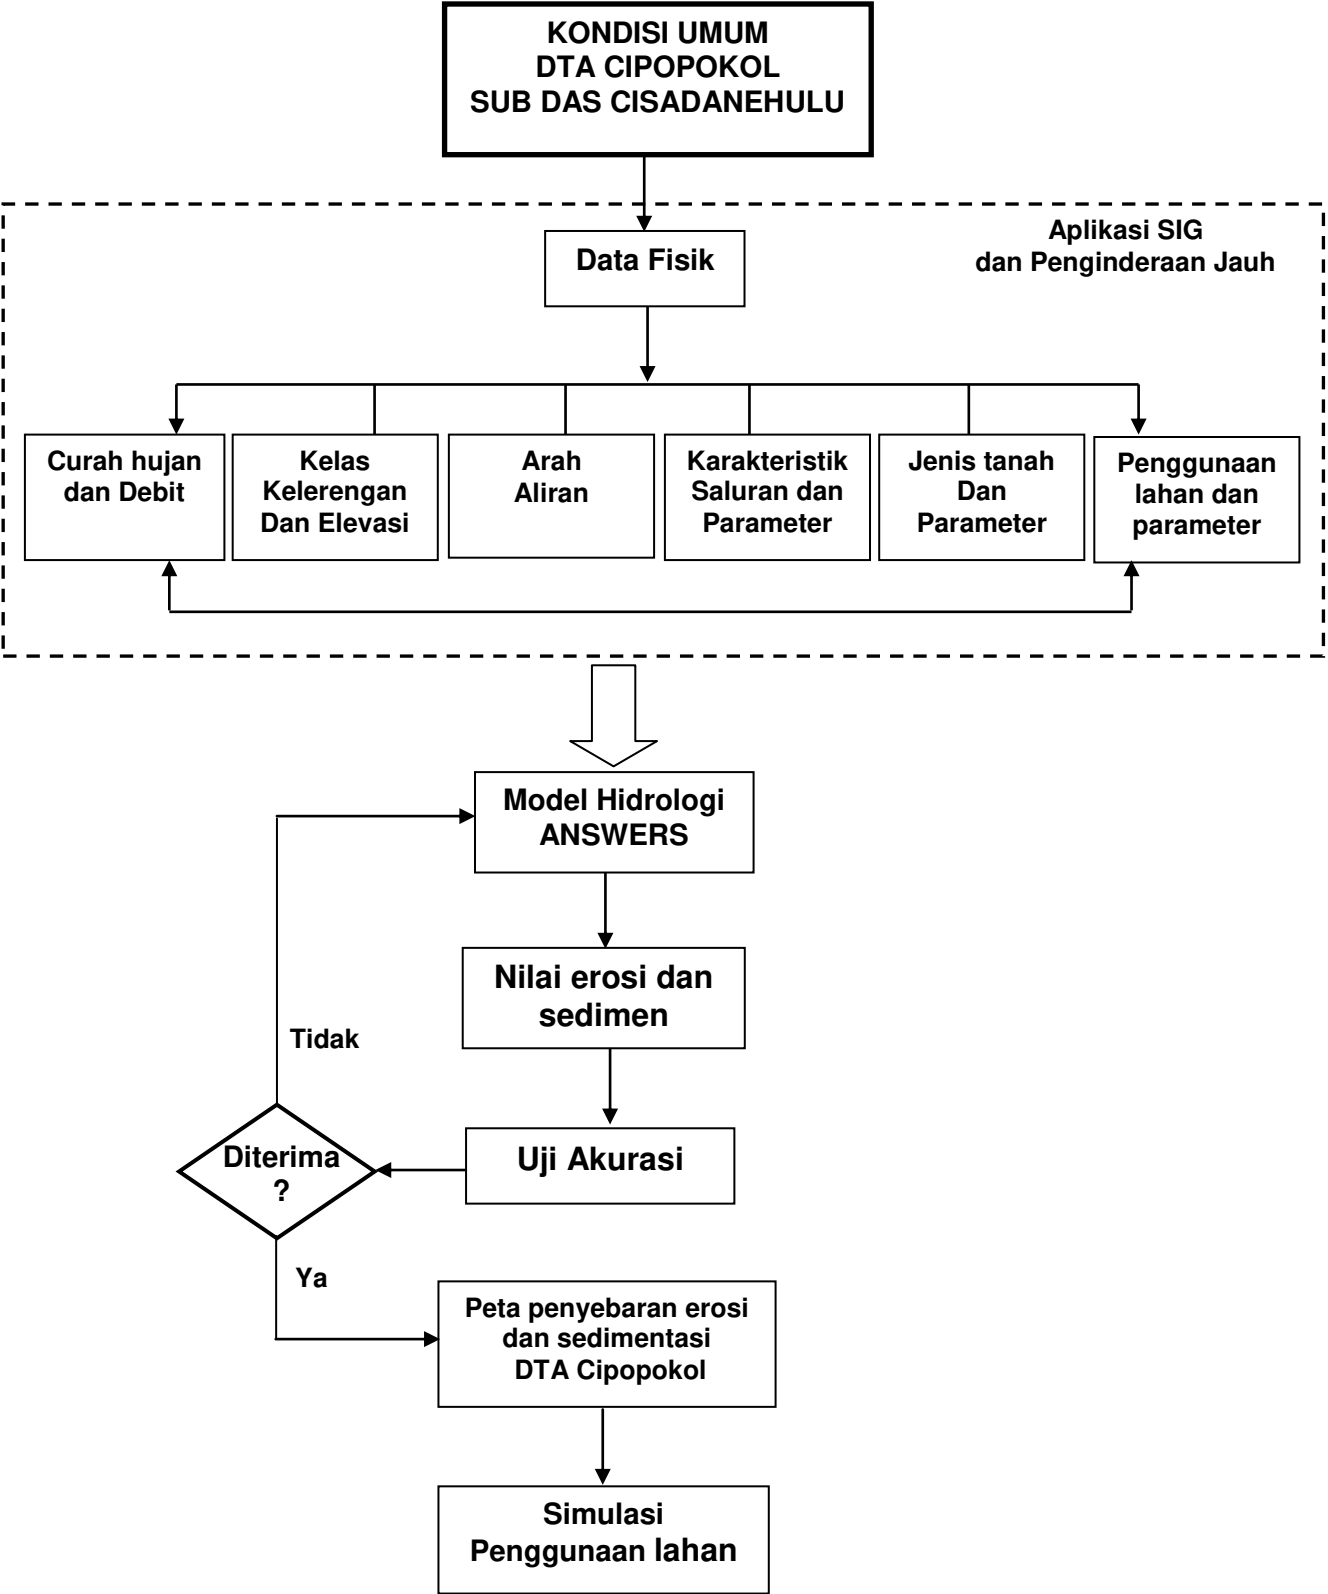 KONDISI UMUM
DTA CIPOPOKOL
SUB DAS CISADANEHULU
Aplikasi SIG
dan Penginderaan Jauh
Data Fisik
Curah hujan
dan Debit
Kelas
Kelerengan
Dan Elevasi
Arah
Aliran
Karakteristik
Saluran dan
Parameter
Jenis tanah
Dan
Parameter
Penggunaan
lahan dan
parameter
Model Hidrologi
ANSWERS
Nilai erosi dan
sedimen
Tidak
Uji Akurasi
Diterima
?
Ya
Peta penyebaran erosi
dan sedimentasi
DTA Cipopokol
Simulasi
Penggunaan lahan